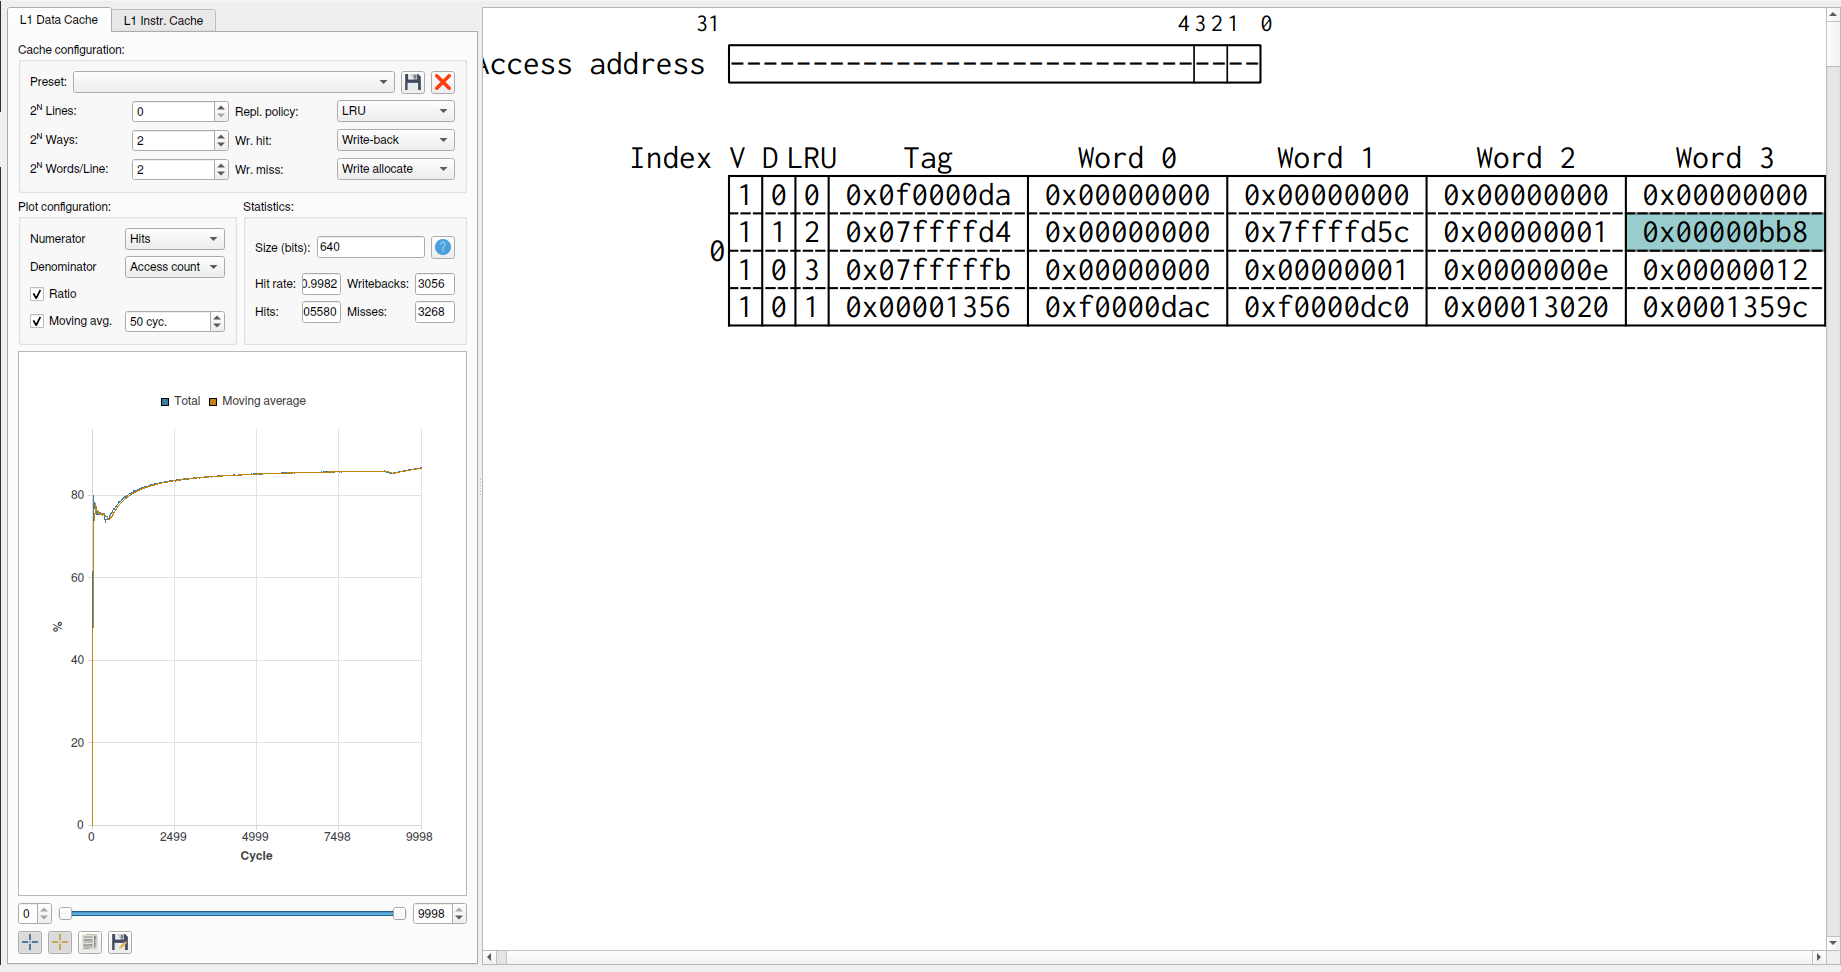 L1 Data Cache L1 Instr. Cache
Cache configuration:
Preset:
2^N Lines: 0 Repl. policy: LRU
2^N Ways: 2 Wr. hit: Write-back
2^N Words/Line: 2 Wr. miss: Write allocate
Plot configuration: Statistics:
Numerator Hits
Denominator Access count
Ratio
Moving avg. 50 cyc.
Size (bits): 640 ?
Hit rate: 0.9982 Writebacks: 3056
Hits: 05580 Misses: 3268
Total Moving average
80
60
%
40
20
0
0 2499 4999 7498 9998
Cycle
0 9998
31 4 3 2 1 0
Access address
Index V D LRU Tag Word 0 Word 1 Word 2 Word 3
1 0 0 0x0f0000da 0x00000000 0x00000000 0x00000000 0x00000000
1 1 2 0x07ffffd4 0x00000000 0x7ffffd5c 0x00000001 0x00000bb8
0
1 0 3 0x07fffffb 0x00000000 0x00000001 0x0000000e 0x00000012
1 0 1 0x00001356 0xf0000dac 0xf0000dc0 0x00013020 0x0001359c